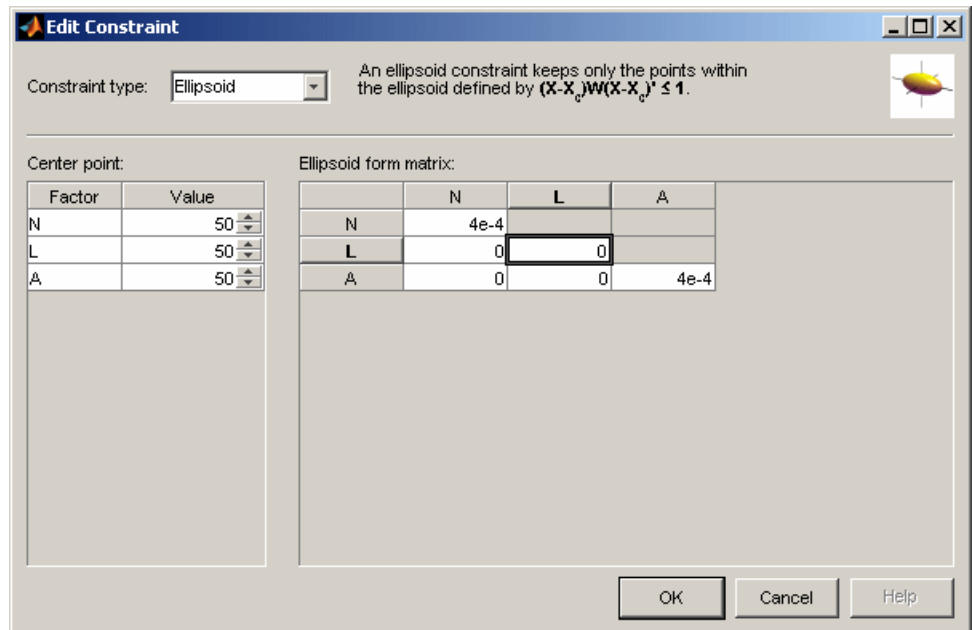 Edit Constraint
Constraint type: Ellipsoid
An ellipsoid constraint keeps only the points within
the ellipsoid defined by (X-Xc)W(X-Xc)' ≤ 1.
Center point:
Factor Value
N 50
L 50
A 50
Ellipsoid form matrix:
N L A
N 4e-4
L 0 0
A 0 0 4e-4
OK Cancel Help